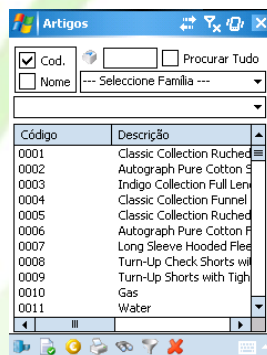 Artigos
Cod.
Procurar Tudo
Nome
--- Seleccione Família ---
Código Descrição
0001 Classic Collection Ruched
0002 Autograph Pure Cotton S
0003 Indigo Collection Full Len
0004 Classic Collection Funnel
0005 Classic Collection Ruched
0006 Autograph Pure Cotton F
0007 Long Sleeve Hooded Flee
0008 Turn-Up Check Shorts wit
0009 Turn-Up Shorts with Tigh
0010 Gas
0011 Water